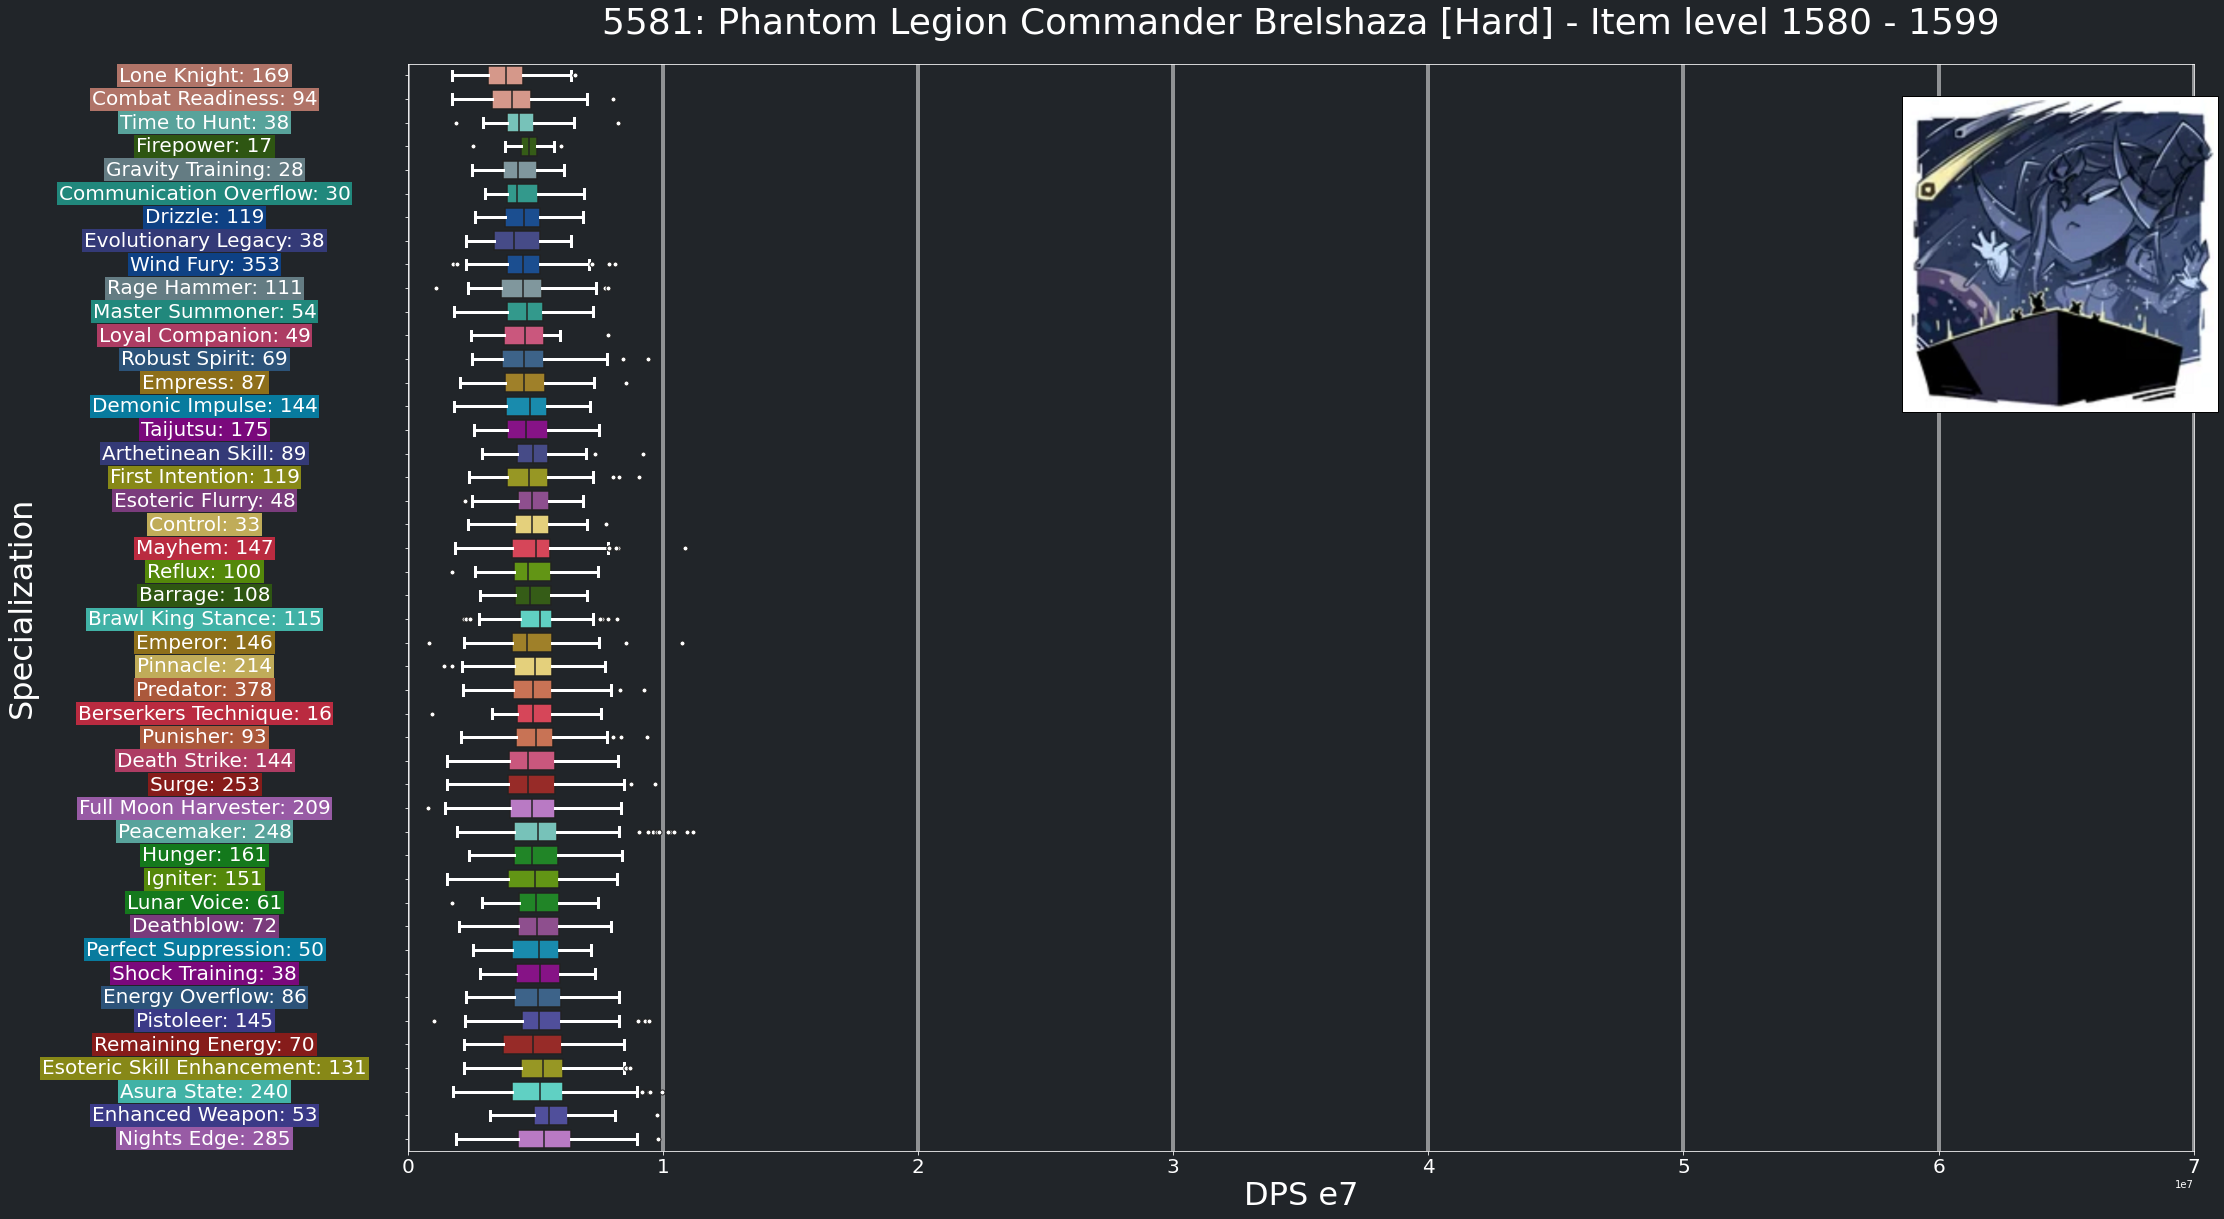 5581: Phantom Legion Commander Brelshaza [Hard] - Item level 1580 - 1599
Lone Knight: 169
Combat Readiness: 94
Time to Hunt: 38
Firepower: 17
Gravity Training: 28
Communication Overflow: 30
Drizzle: 119
Evolutionary Legacy: 38
Wind Fury: 353
Rage Hammer: 111
Master Summoner: 54
Loyal Companion: 49
Robust Spirit: 69
Empress: 87
Demonic Impulse: 144
Taijutsu: 175
Arthetinean Skill: 89
First Intention: 119
Esoteric Flurry: 48
Control: 33
Mayhem: 147
Reflux: 100
Barrage: 108
Brawl King Stance: 115
Emperor: 146
Pinnacle: 214
Predator: 378
Berserkers Technique: 16
Punisher: 93
Death Strike: 144
Surge: 253
Full Moon Harvester: 209
Peacemaker: 248
Hunger: 161
Igniter: 151
Lunar Voice: 61
Deathblow: 72
Perfect Suppression: 50
Shock Training: 38
Energy Overflow: 86
Pistoleer: 145
Remaining Energy: 70
Esoteric Skill Enhancement: 131
Asura State: 240
Enhanced Weapon: 53
Nights Edge: 285
Specialization
0 1 2 3 4 5 6 7
1e7
DPS e7